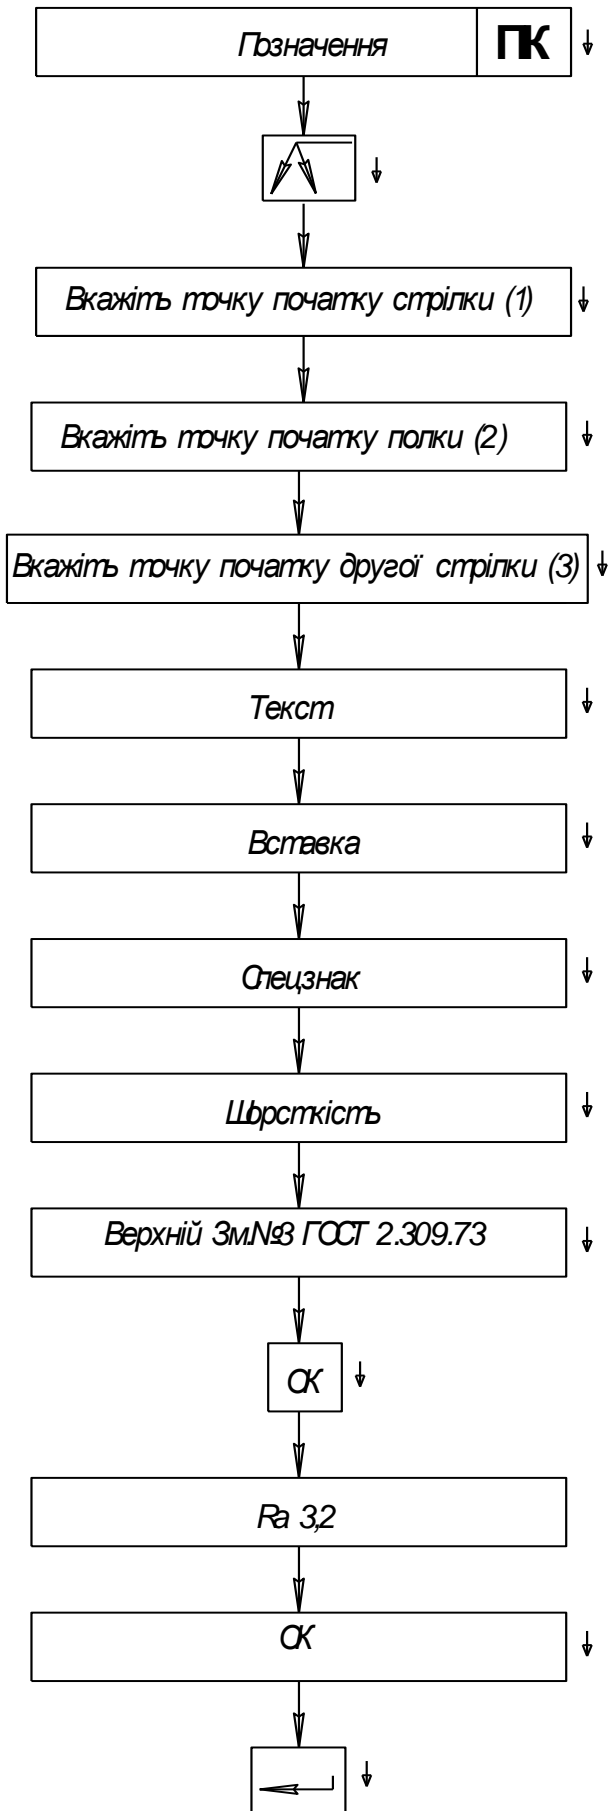 Позначення ПК
Вкажіть точку початку стрілки (1)
Вкажіть точку початку полки (2)
Вкажіть точку початку другої стрілки (3)
Текст
Вставка
Спецзнак
Шорсткість
Верхній Зм.№3 ГОСТ 2.309.73
ОК
Ra 3,2
ОК